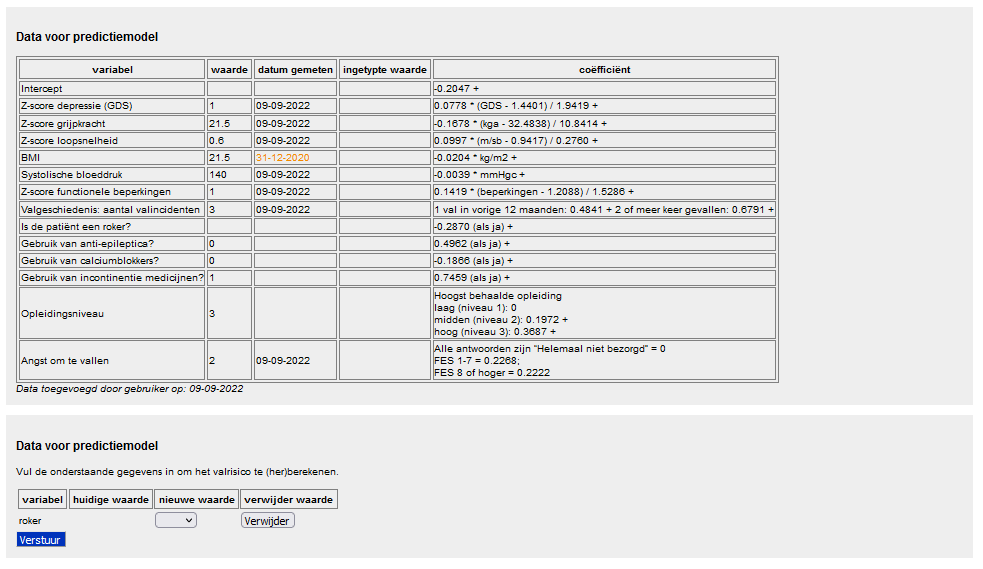 Data voor predictiemodel
variabel waarde datum gemeten ingetypte waarde coëfficiënt
Intercept -0.2047 +
Z-score depressie (GDS) 1 09-09-2022 0.0778 * (GDS - 1.4401) / 1.9419 +
Z-score grijpkracht 21.5 09-09-2022 -0.1678 * (kga - 32.4838) / 10.8414 +
Z-score loopsnelheid 0.6 09-09-2022 0.0997 * (m/sb - 0.9417) / 0.2760 +
BMI 21.5 31-12-2020 -0.0204 * kg/m2 +
Systolische bloeddruk 140 09-09-2022 -0.0039 * mmHgc +
Z-score functionele beperkingen 1 09-09-2022 0.1419 * (beperkingen - 1.2088) / 1.5286 +
Valgeschiedenis: aantal valincidenten 3 09-09-2022 1 val in vorige 12 maanden: 0.4841 + 2 of meer keer gevallen: 0.6791 +
Is de patiënt een roker? -0.2870 (als ja) +
Gebruik van anti-epileptica? 0 0.4962 (als ja) +
Gebruik van calciumblokkers? 0 -0.1866 (als ja) +
Gebruik van incontinentie medicijnen? 1 0.7459 (als ja) +
Opleidingsniveau 3 Hoogst behaalde opleiding
laag (niveau 1): 0
midden (niveau 2): 0.1972 +
hoog (niveau 3): 0.3687 +
Angst om te vallen 2 09-09-2022 Alle antwoorden zijn "Helemaal niet bezorgd" = 0
FES 1-7 = 0.2268;
FES 8 of hoger = 0.2222
Data toegevoegd door gebruiker op: 09-09-2022
Data voor predictiemodel
Vul de onderstaande gegevens in om het valrisico te (her)berekenen.
variabel huidige waarde nieuwe waarde verwijder waarde
roker Verwijder
Verstuur